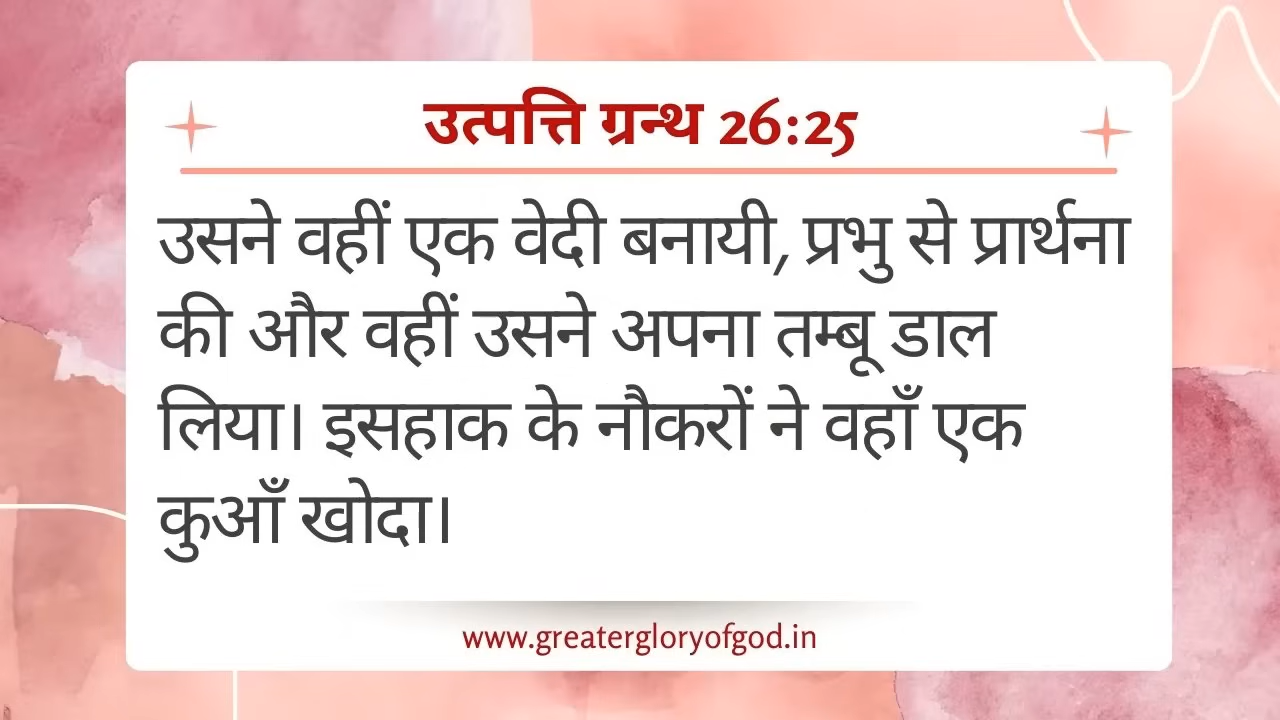 उत्पत्ति ग्रन्थ 26:25
उसने वहीं एक वेदी बनायी, प्रभु से प्रार्थना
की और वहीं उसने अपना तम्बू डाल
लिया। इसहाक के नौकरों ने वहाँ एक
कुआँ खोदा।
www.greatergloryofgod.in